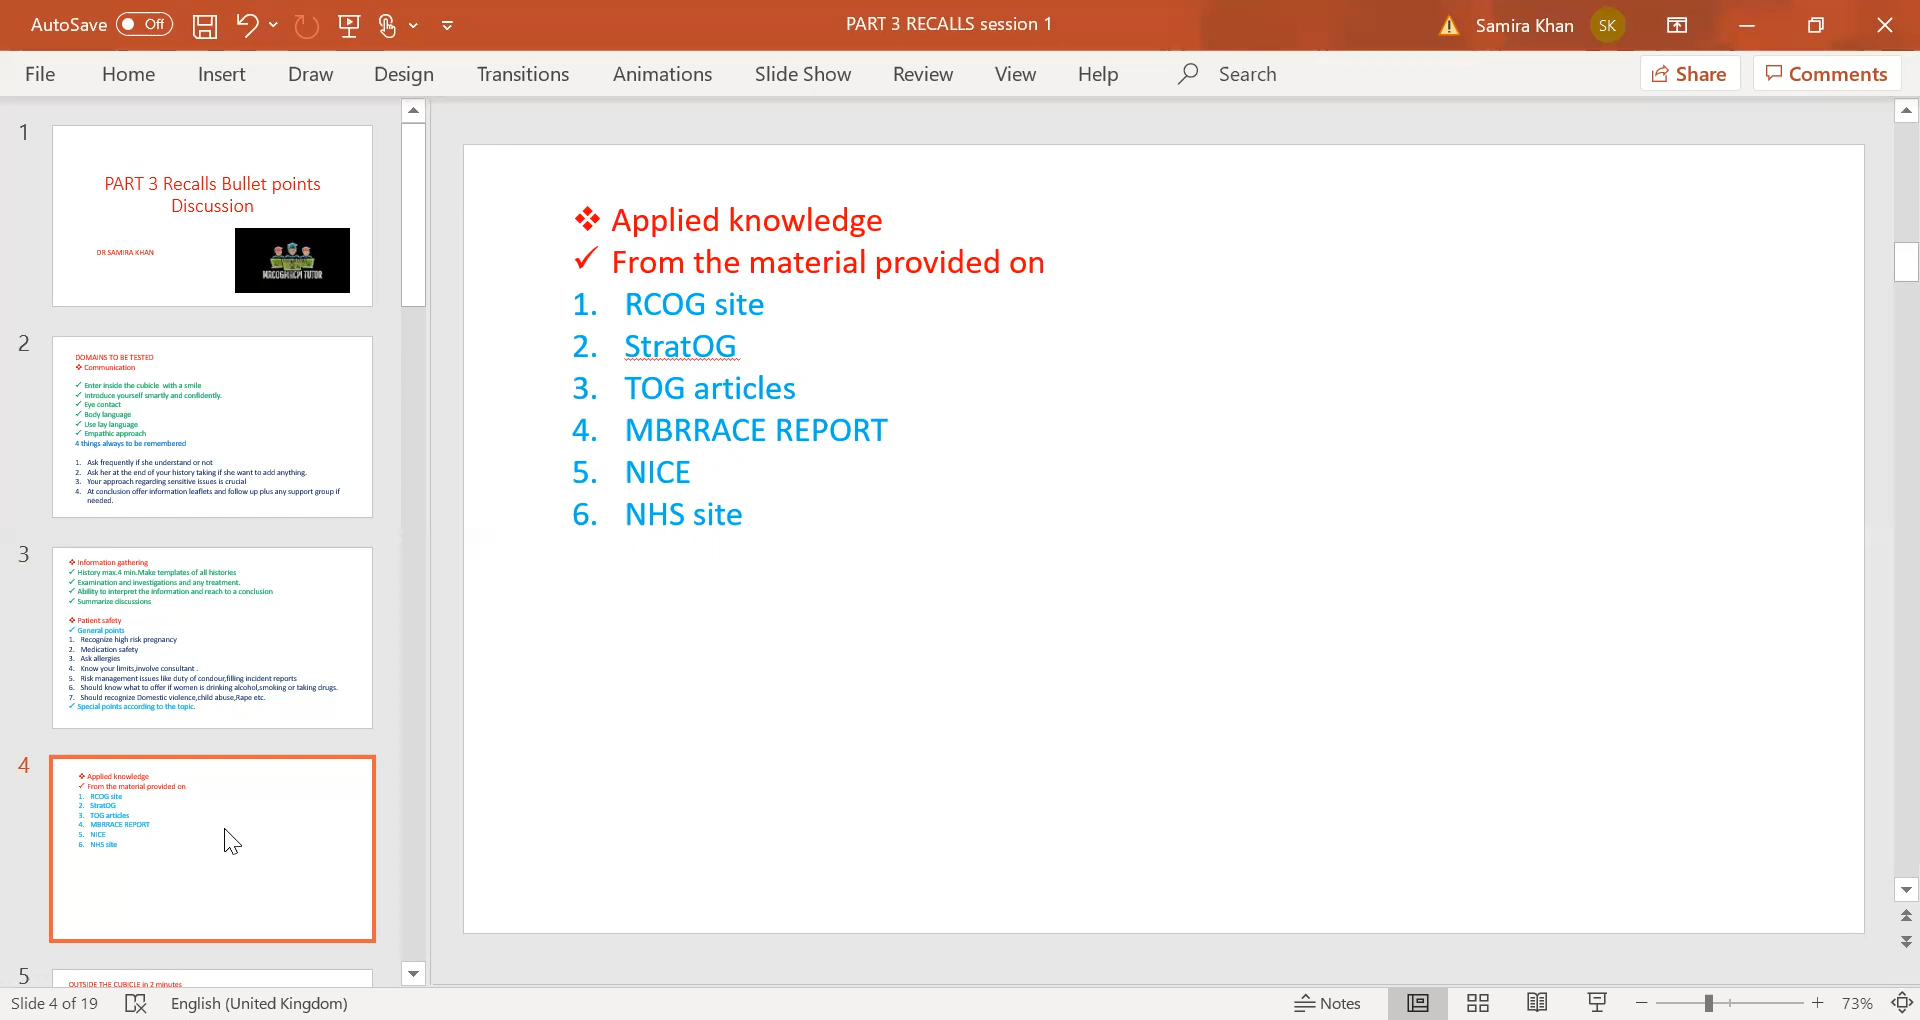 AutoSave Off
PART 3 RECALLS session 1
Samira Khan SK
File Home Insert Draw Design Transitions Animations Slide Show Review View Help Search
Share Comments
1
PART 3 Recalls Bullet points
Discussion
DR SAMIRA KHAN
MRCOGMRCPI TUTOR
2
DOMAINS TO BE TESTED
❖ Communication
✓ Enter inside the cubicle with a smile
✓ Introduce yourself smartly and confidently.
✓ Eye contact
✓ Body language
✓ Use lay language
✓ Empathic approach
4 things always to be remembered
1. Ask frequently if she understand or not
2. Ask her at the end of your history taking if she want to add anything.
3. Your approach regarding sensitive issues is crucial
4. At conclusion offer information leaflets and follow up plus any support group if
needed.
3
❖ Information gathering
✓ History max.4 min.Make templates of all histories
✓ Examination and investigations and any treatment.
✓ Ability to interpret the information and reach to a conclusion
✓ Summarize discussions
❖ Patient safety
✓ General points
1. Recognize high risk pregnancy
2. Medication safety
3. Ask allergies
4. Know your limits,involve consultant .
5. Risk management issues like duty of condour,filling incident reports
6. Should know what to offer if women is drinking alcohol,smoking or taking drugs.
7. Should recognize Domestic violence,child abuse,Rape etc.
✓ Special points according to the topic.
4
❖ Applied knowledge
✓ From the material provided on
1. RCOG site
2. StratOG
3. TOG articles
4. MBRRACE REPORT
5. NICE
6. NHS site
5
OUTSIDE THE CUBICLE in 2 minutes
❖ Applied knowledge
✓ From the material provided on
1. RCOG site
2. StratOG
3. TOG articles
4. MBRRACE REPORT
5. NICE
6. NHS site
Slide 4 of 19 English (United Kingdom) Notes 73%